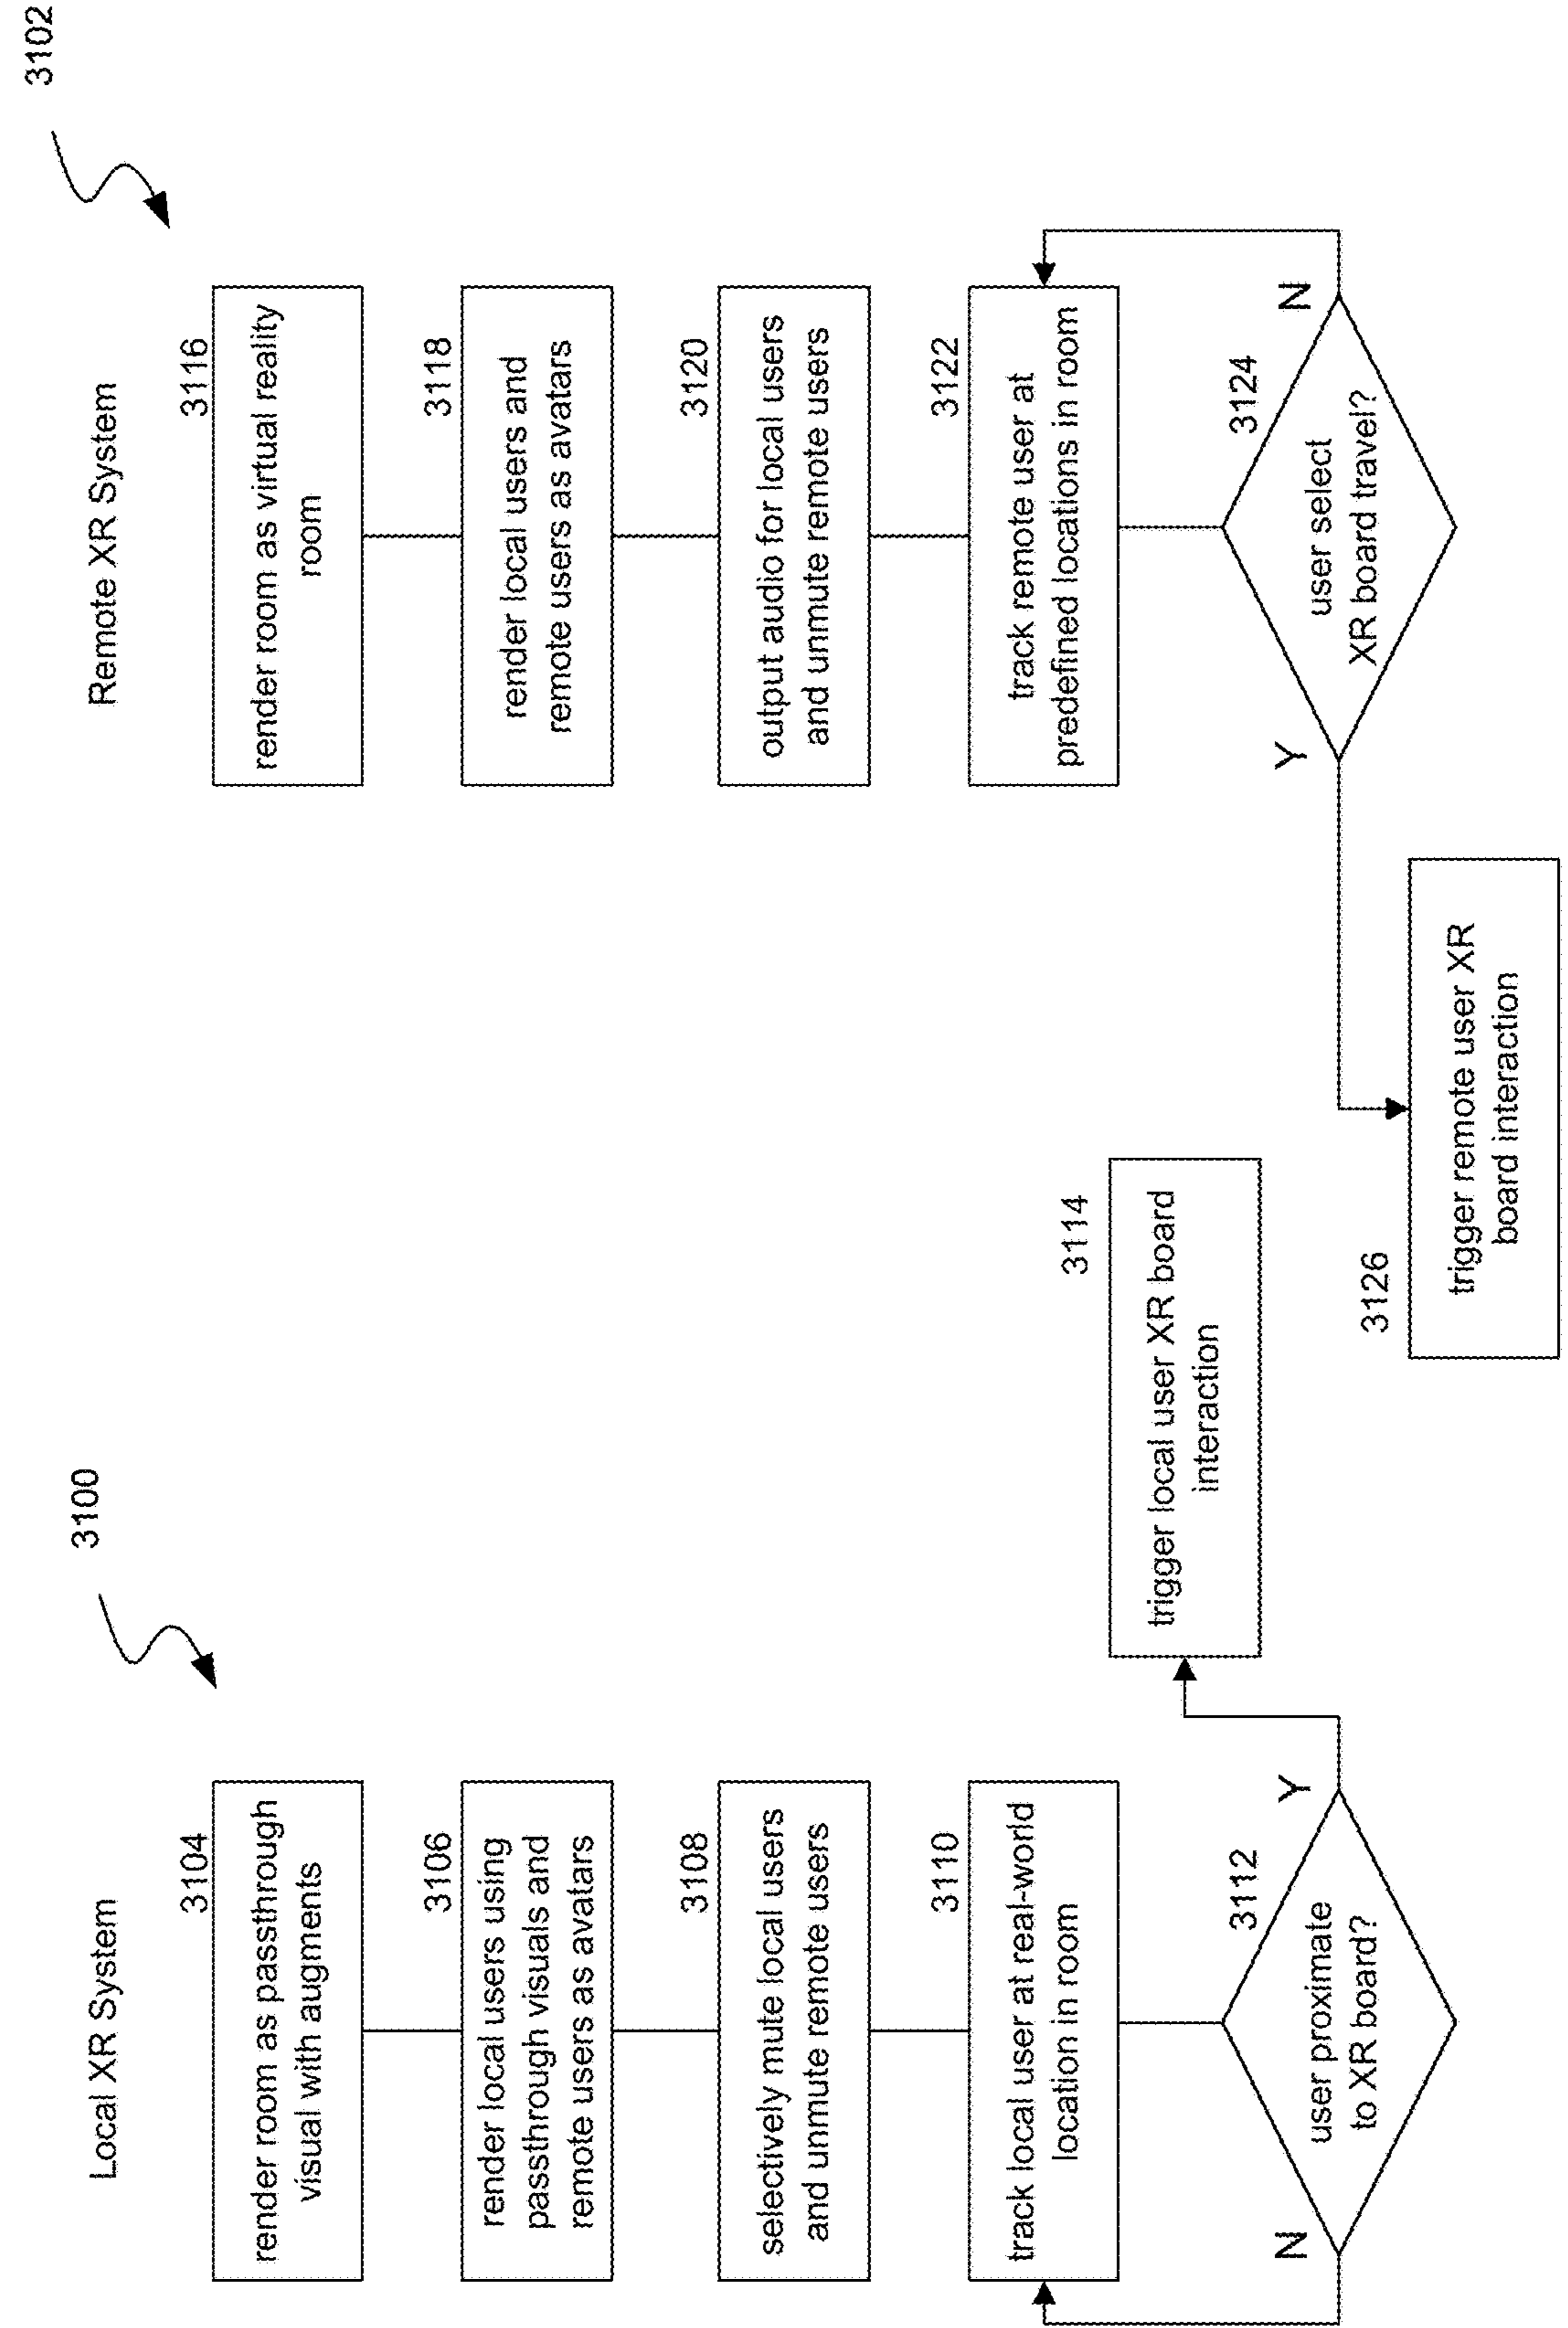 Local XR System
3100
3104
render room as passthrough
visual with augments
3106
render local users using
passthrough visuals and
remote users as avatars
3108
selectively mute local users
and unmute remote users
3110
track local user at real-world
location in room
3112
user proximate
to XR board?
N
Y
3114
trigger local user XR board
interaction
Remote XR System
3102
3116
render room as virtual reality
room
3118
render local users and
remote users as avatars
3120
output audio for local users
and unmute remote users
3122
track remote user at
predefined locations in room
3124
user select
XR board travel?
Y
N
3126
trigger remote user XR
board interaction